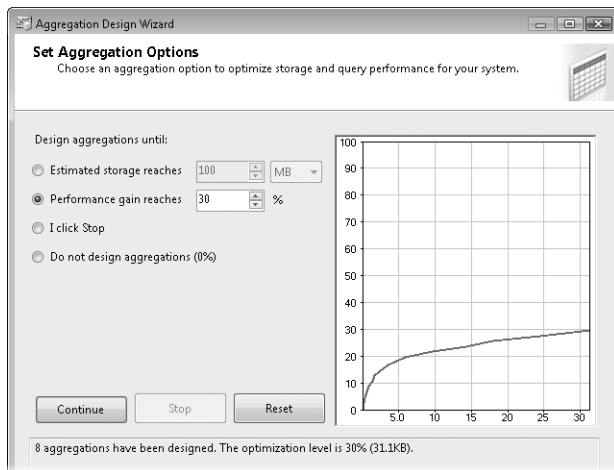 Aggregation Design Wizard
Set Aggregation Options
Choose an aggregation option to optimize storage and query performance for your system.
Design aggregations until:
Estimated storage reaches 100 MB
Performance gain reaches 30 %
I click Stop
Do not design aggregations (0%)
100
90
80
70
60
50
40
30
20
10
0
5.0 10 15 20 25 30
Continue Stop Reset
8 aggregations have been designed. The optimization level is 30% (31.1KB).